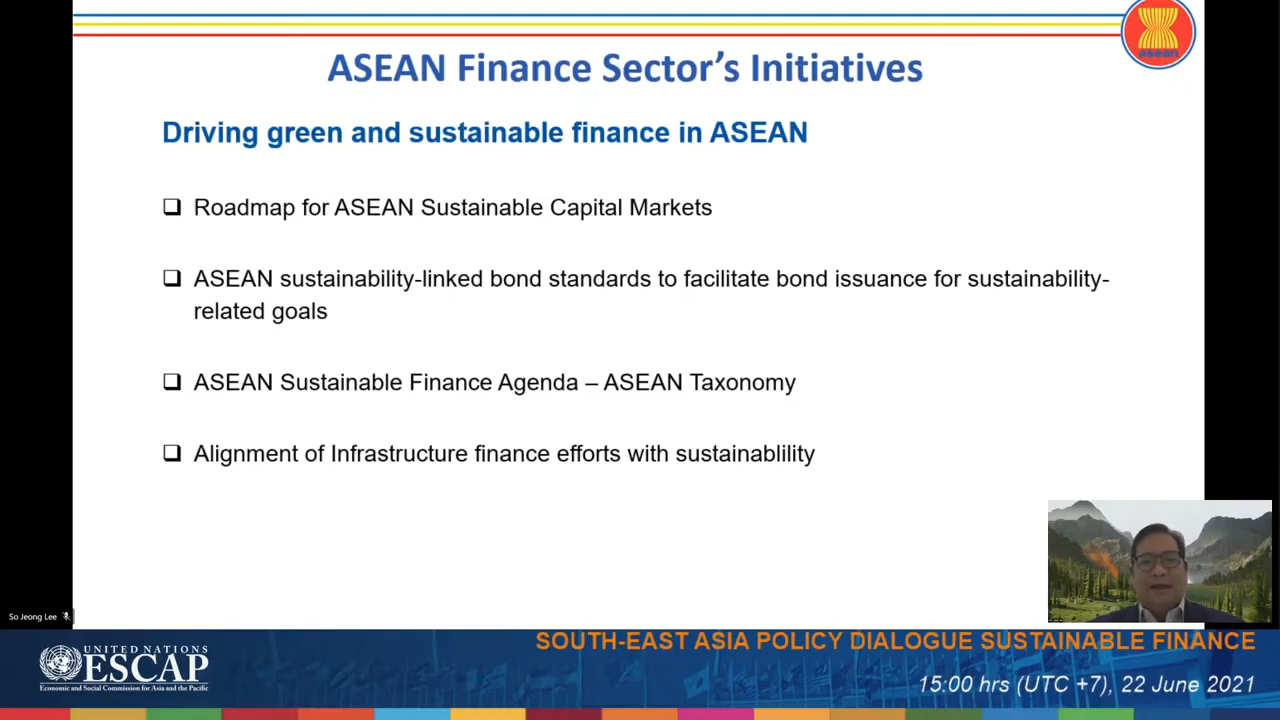 asean
ASEAN Finance Sector's Initiatives
Driving green and sustainable finance in ASEAN
Roadmap for ASEAN Sustainable Capital Markets
ASEAN sustainability-linked bond standards to facilitate bond issuance for sustainability-
related goals
ASEAN Sustainable Finance Agenda – ASEAN Taxonomy
Alignment of Infrastructure finance efforts with sustainablility
So Jeong Lee
SOUTH-EAST ASIA POLICY DIALOGUE SUSTAINABLE FINANCE
UNITED NATIONS
ESCAP
Economic and Social Commission for Asia and the Pacific
15:00 hrs (UTC +7), 22 June 2021